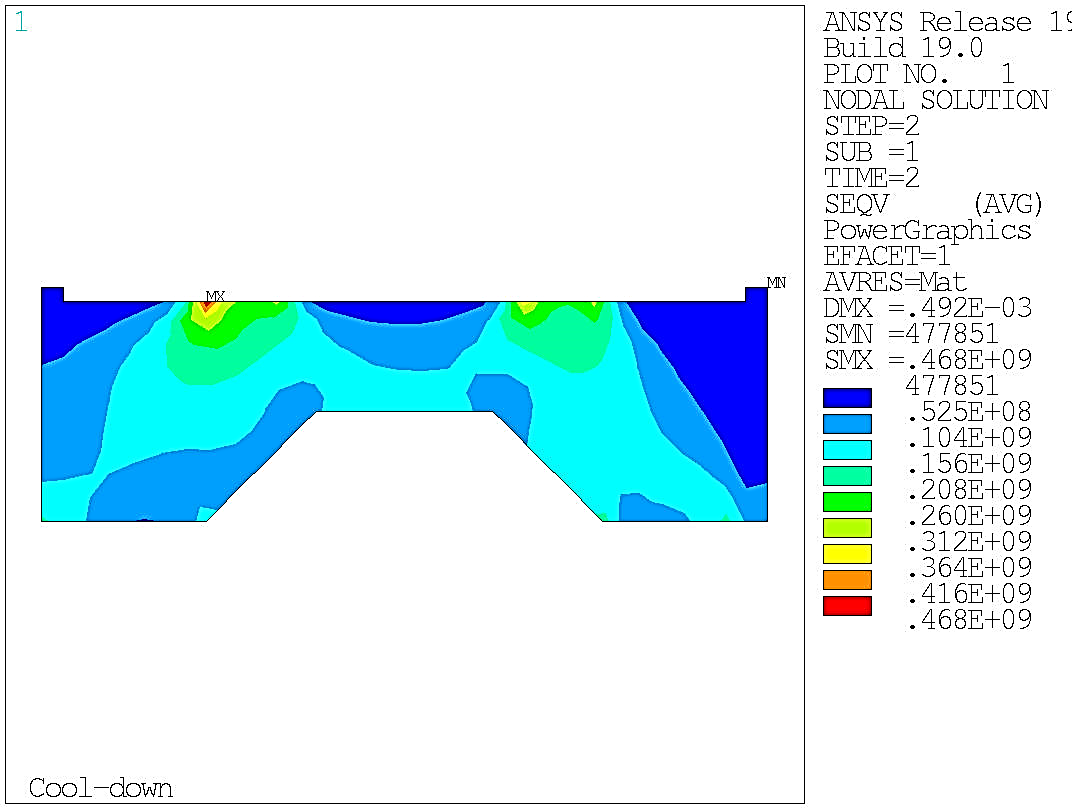 1
ANSYS Release 19
Build 19.0
PLOT NO. 1
NODAL SOLUTION
STEP=2
SUB =1
TIME=2
SEQV (AVG)
PowerGraphics
EFACET=1
AVRES=Mat
DMX =.492E-03
SMN =477851
SMX =.468E+09
477851
.525E+08
.104E+09
.156E+09
.208E+09
.260E+09
.312E+09
.364E+09
.416E+09
.468E+09
MN
MX
Cool-down